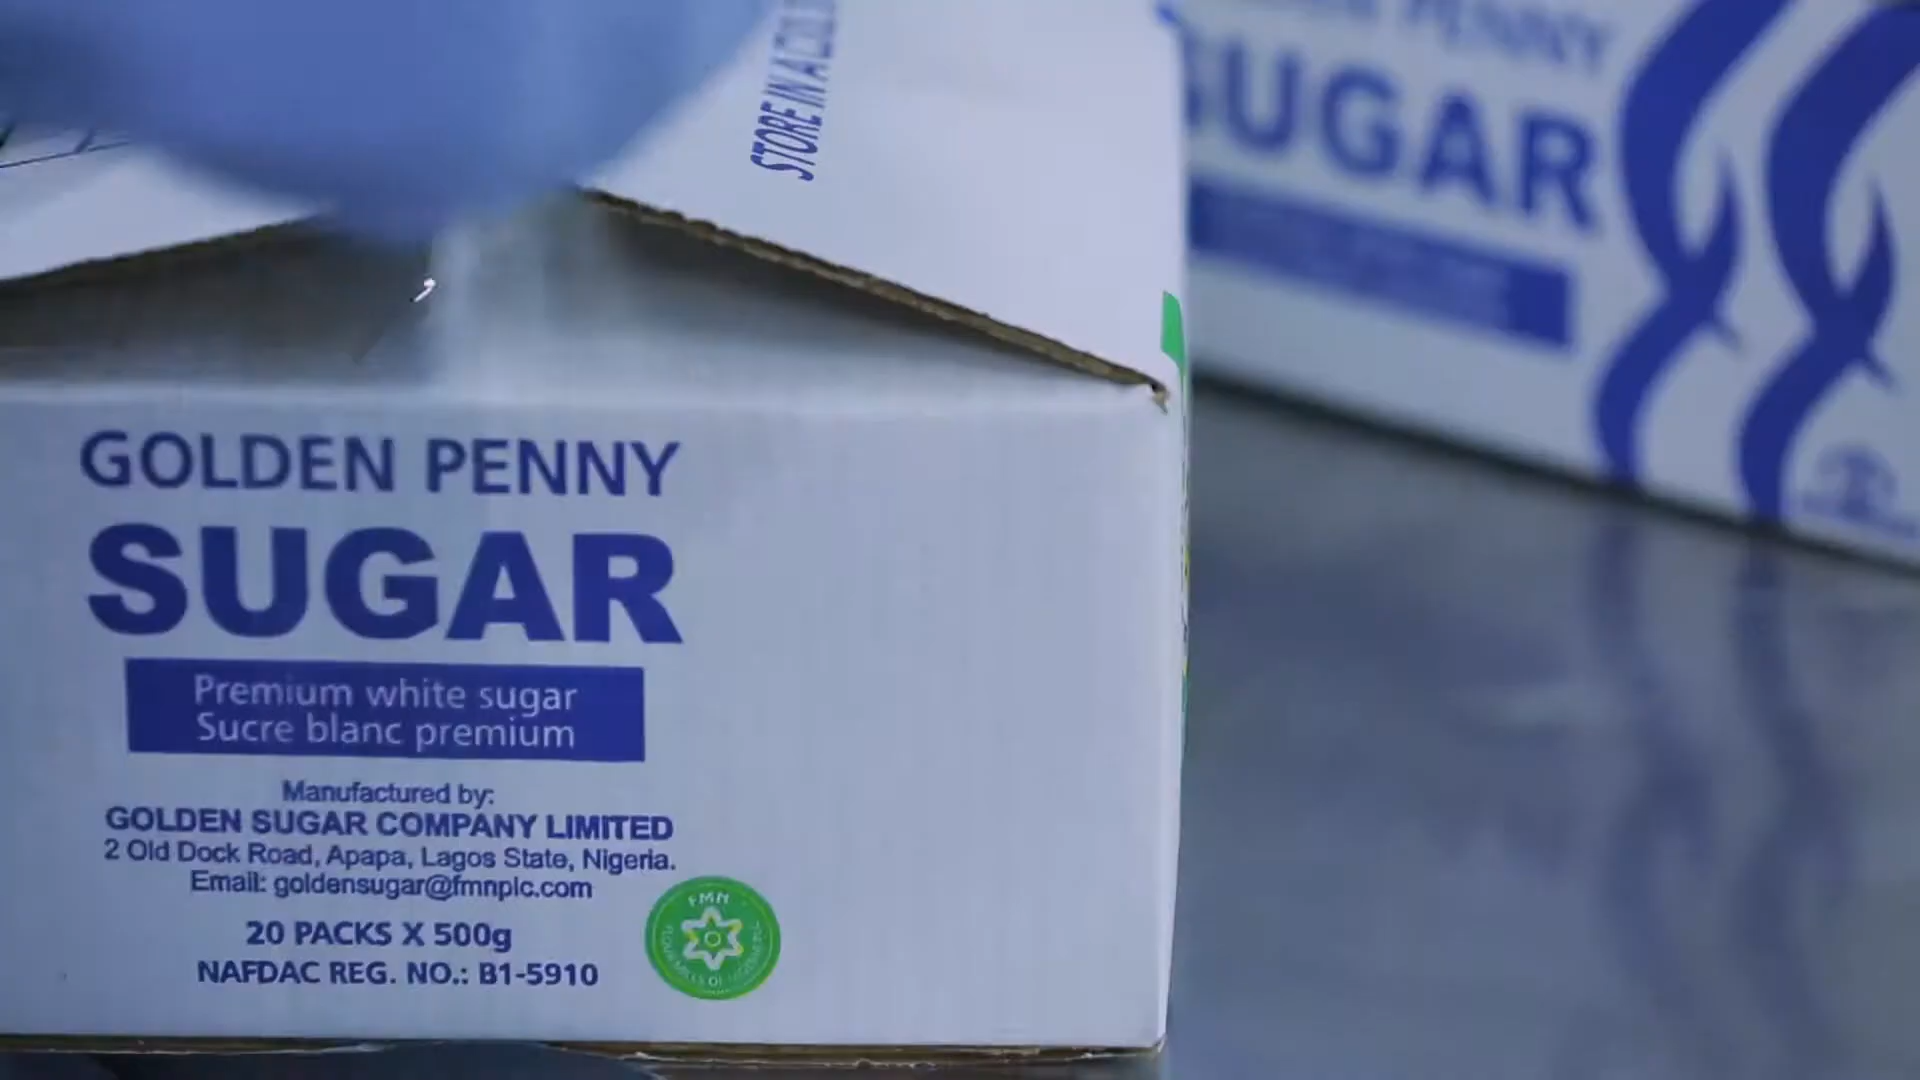 STORE IN A
PENNY
SUGAR
GOLDEN PENNY
SUGAR
Premium white sugar
Sucre blanc premium
Manufactured by:
GOLDEN SUGAR COMPANY LIMITED
2 Old Dock Road, Apapa, Lagos State, Nigeria.
Email: goldensugar@fmnplc.com
FMN
20 PACKS X 500g
NAFDAC REG. NO.: B1-5910